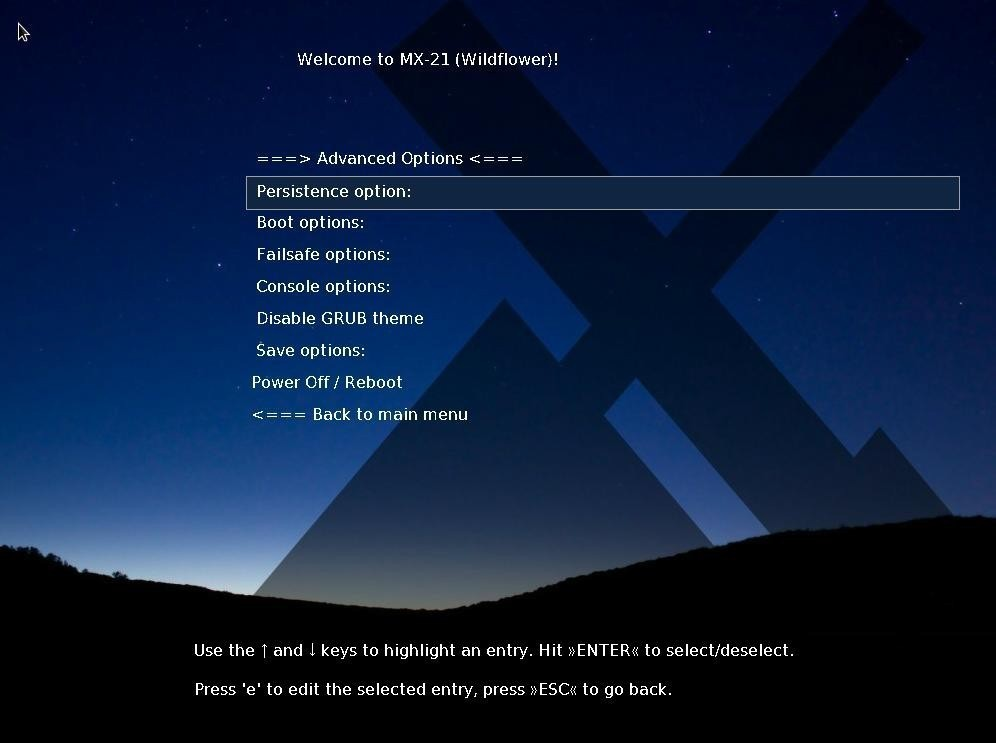 Welcome to MX-21 (Wildflower)!
===> Advanced Options <===
Persistence option:
Boot options:
Failsafe options:
Console options:
Disable GRUB theme
Save options:
Power Off / Reboot
<=== Back to main menu
Use the ↑ and ↓ keys to highlight an entry. Hit »ENTER« to select/deselect.
Press 'e' to edit the selected entry, press »ESC« to go back.